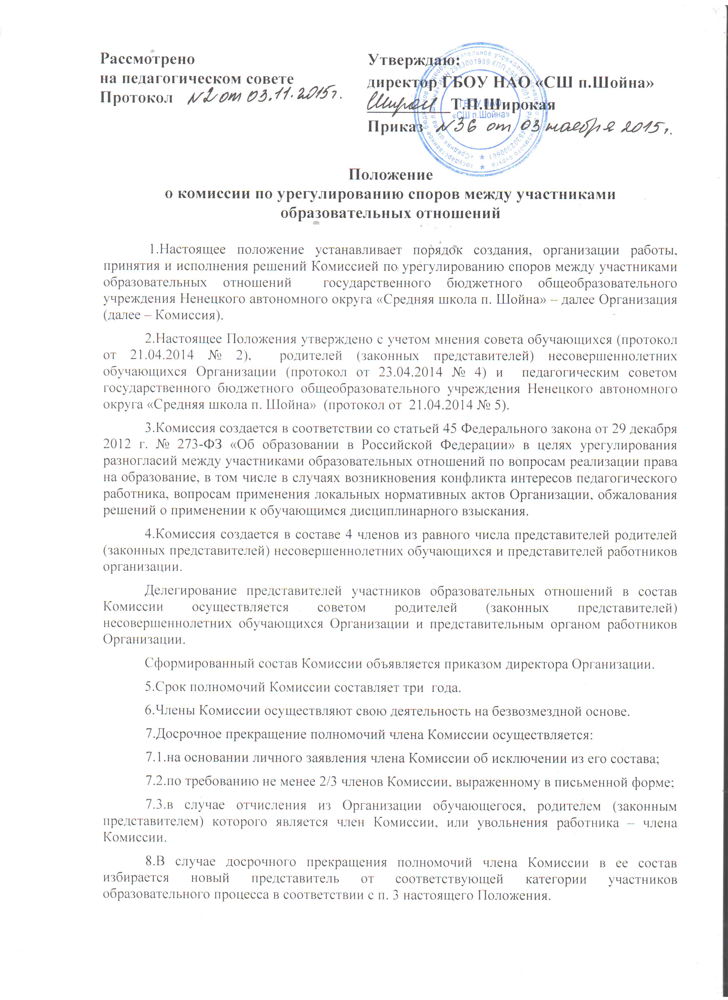 Рассмотрено
на педагогическом совете
Протокол №2 от 03.11.2015г.
Утверждаю:
директор ГБОУ НАО «СШ п.Шойна»
Т.П.Широкая
Приказ №36 от 03 ноября 2015г.
ГБОУ НАО
«СШ п.Шойна»
Положение
о комиссии по урегулированию споров между участниками
образовательных отношений
1.Настоящее положение устанавливает порядок создания, организации работы,
принятия и исполнения решений Комиссией по урегулированию споров между участниками
образовательных отношений государственного бюджетного общеобразовательного
учреждения Ненецкого автономного округа «Средняя школа п. Шойна» – далее Организация
(далее – Комиссия).
2.Настоящее Положения утверждено с учетом мнения совета обучающихся (протокол
от 21.04.2014 № 2), родителей (законных представителей) несовершеннолетних
обучающихся Организации (протокол от 23.04.2014 № 4) и педагогическим советом
государственного бюджетного общеобразовательного учреждения Ненецкого автономного
округа «Средняя школа п. Шойна» (протокол от 21.04.2014 № 5).
3.Комиссия создается в соответствии со статьей 45 Федерального закона от 29 декабря
2012 г. № 273-ФЗ «Об образовании в Российской Федерации» в целях урегулирования
разногласий между участниками образовательных отношений по вопросам реализации права
на образование, в том числе в случаях возникновения конфликта интересов педагогического
работника, вопросам применения локальных нормативных актов Организации, обжалования
решений о применении к обучающимся дисциплинарного взыскания.
4.Комиссия создается в составе 4 членов из равного числа представителей родителей
(законных представителей) несовершеннолетних обучающихся и представителей работников
организации.
Делегирование представителей участников образовательных отношений в состав
Комиссии осуществляется советом родителей (законных представителей)
несовершеннолетних обучающихся Организации и представительным органом работников
Организации.
Сформированный состав Комиссии объявляется приказом директора Организации.
5.Срок полномочий Комиссии составляет три года.
6.Члены Комиссии осуществляют свою деятельность на безвозмездной основе.
7.Досрочное прекращение полномочий члена Комиссии осуществляется:
7.1.на основании личного заявления члена Комиссии об исключении из его состава;
7.2.по требованию не менее 2/3 членов Комиссии, выраженному в письменной форме;
7.3.в случае отчисления из Организации обучающегося, родителем (законным
представителем) которого является член Комиссии, или увольнения работника – члена
Комиссии.
8.В случае досрочного прекращения полномочий члена Комиссии в ее состав
избирается новый представитель от соответствующей категории участников
образовательного процесса в соответствии с п. 3 настоящего Положения.